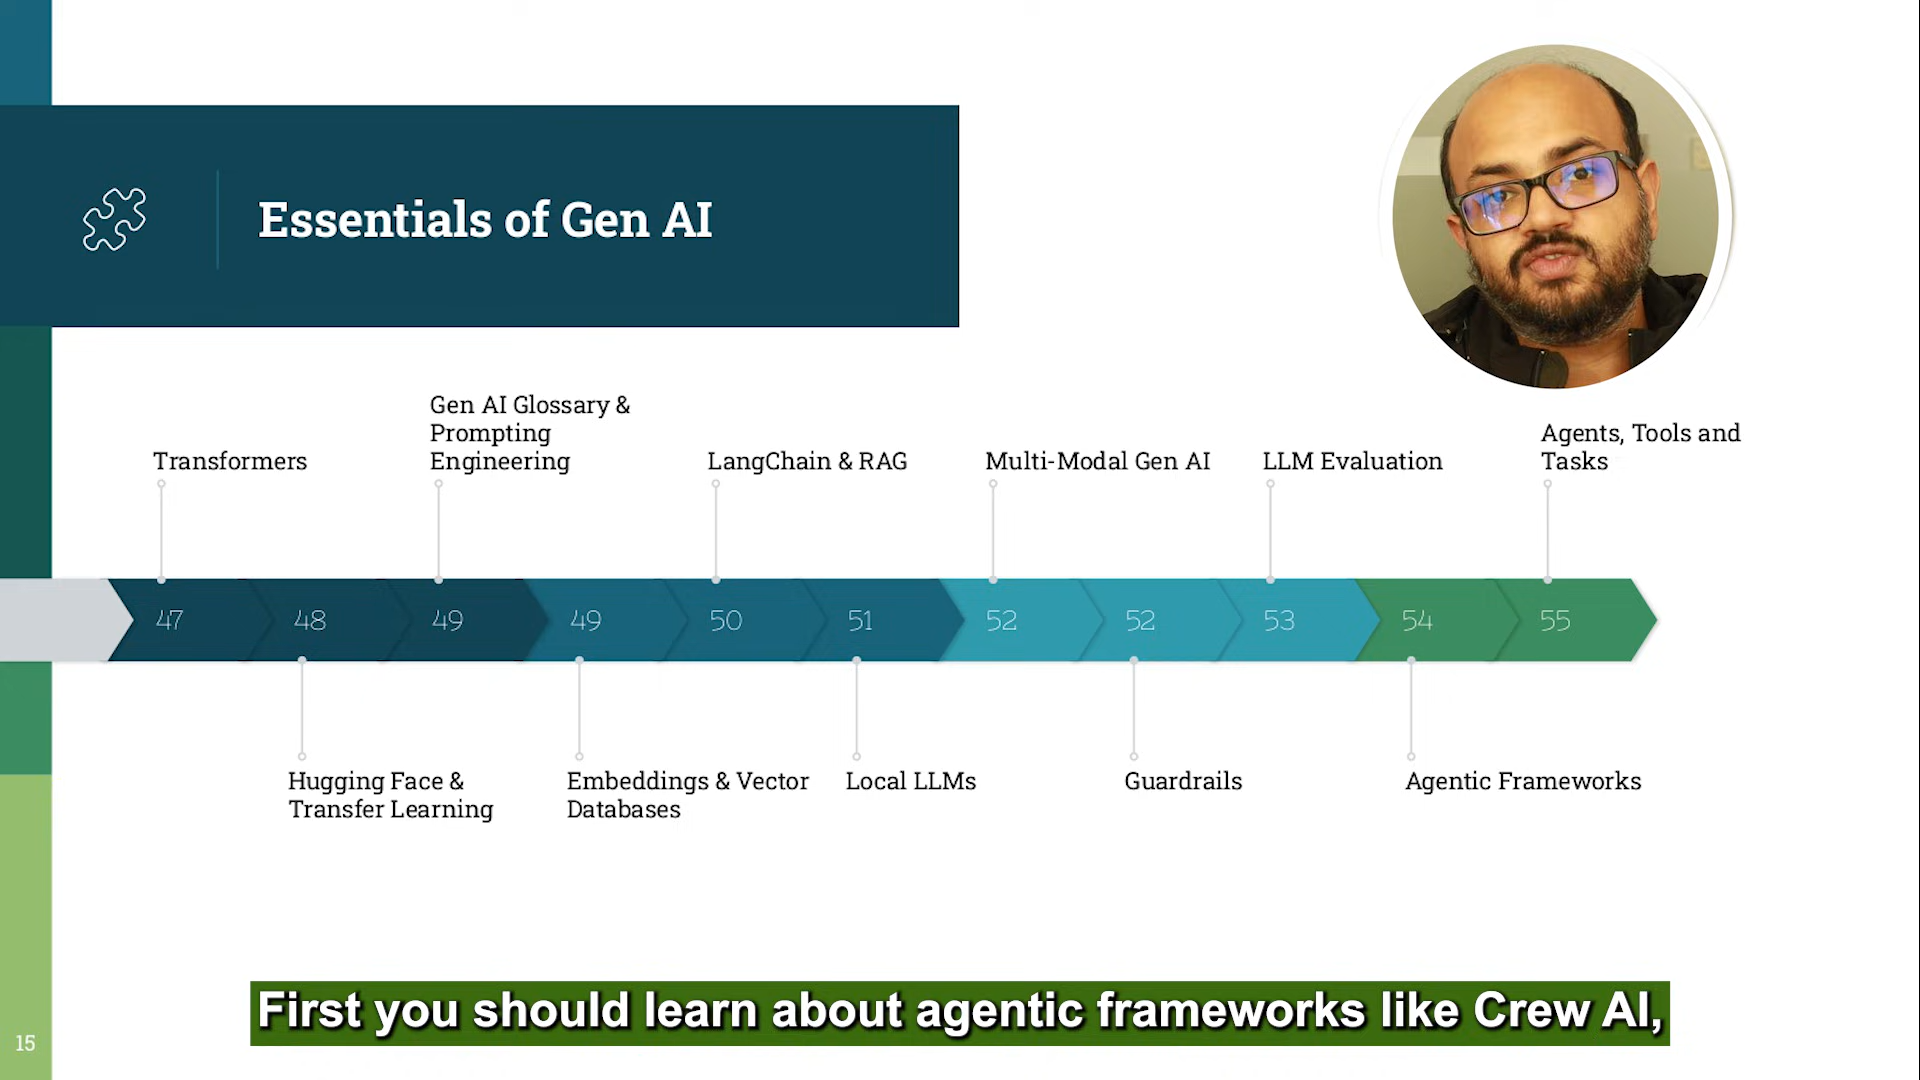 Essentials of Gen AI
Gen AI Glossary &
Prompting
Engineering
Transformers
LangChain & RAG
Multi-Modal Gen AI
LLM Evaluation
Agents, Tools and
Tasks
47 48 49 49 50 51 52 52 53 54 55
Hugging Face &
Transfer Learning
Embeddings & Vector
Databases
Local LLMs
Guardrails
Agentic Frameworks
First you should learn about agentic frameworks like Crew AI,
15